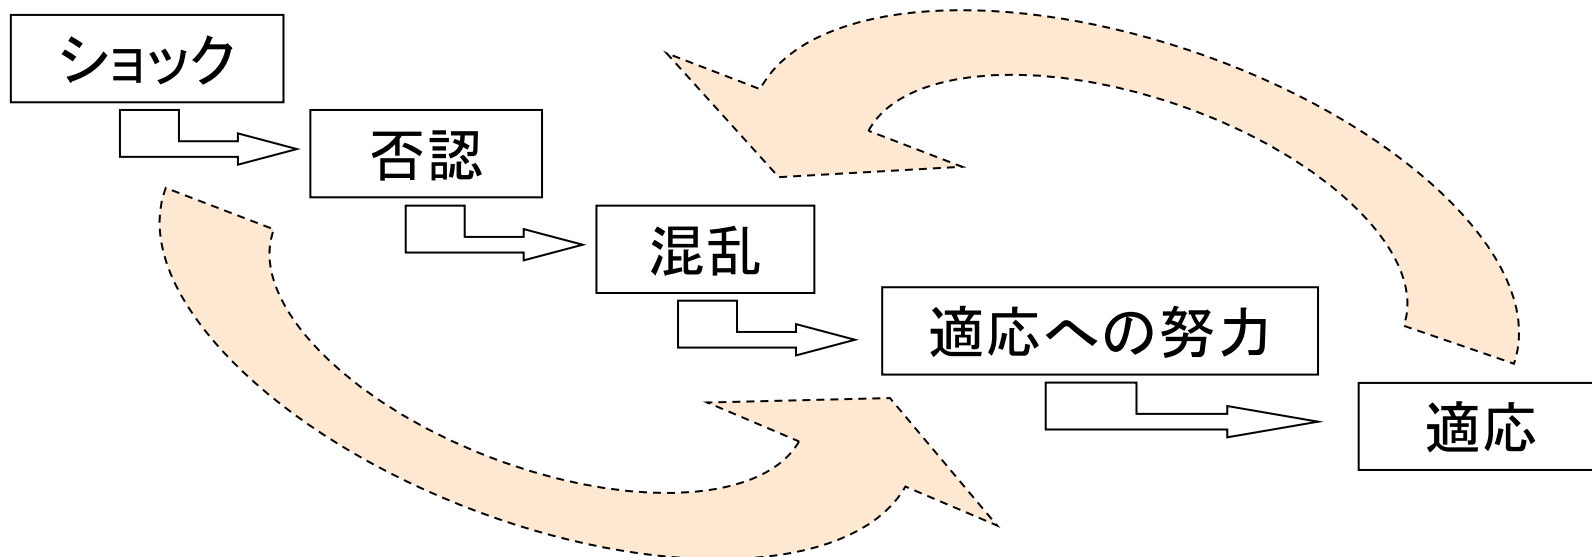 ショック
否認
混乱
適応への努力
適応